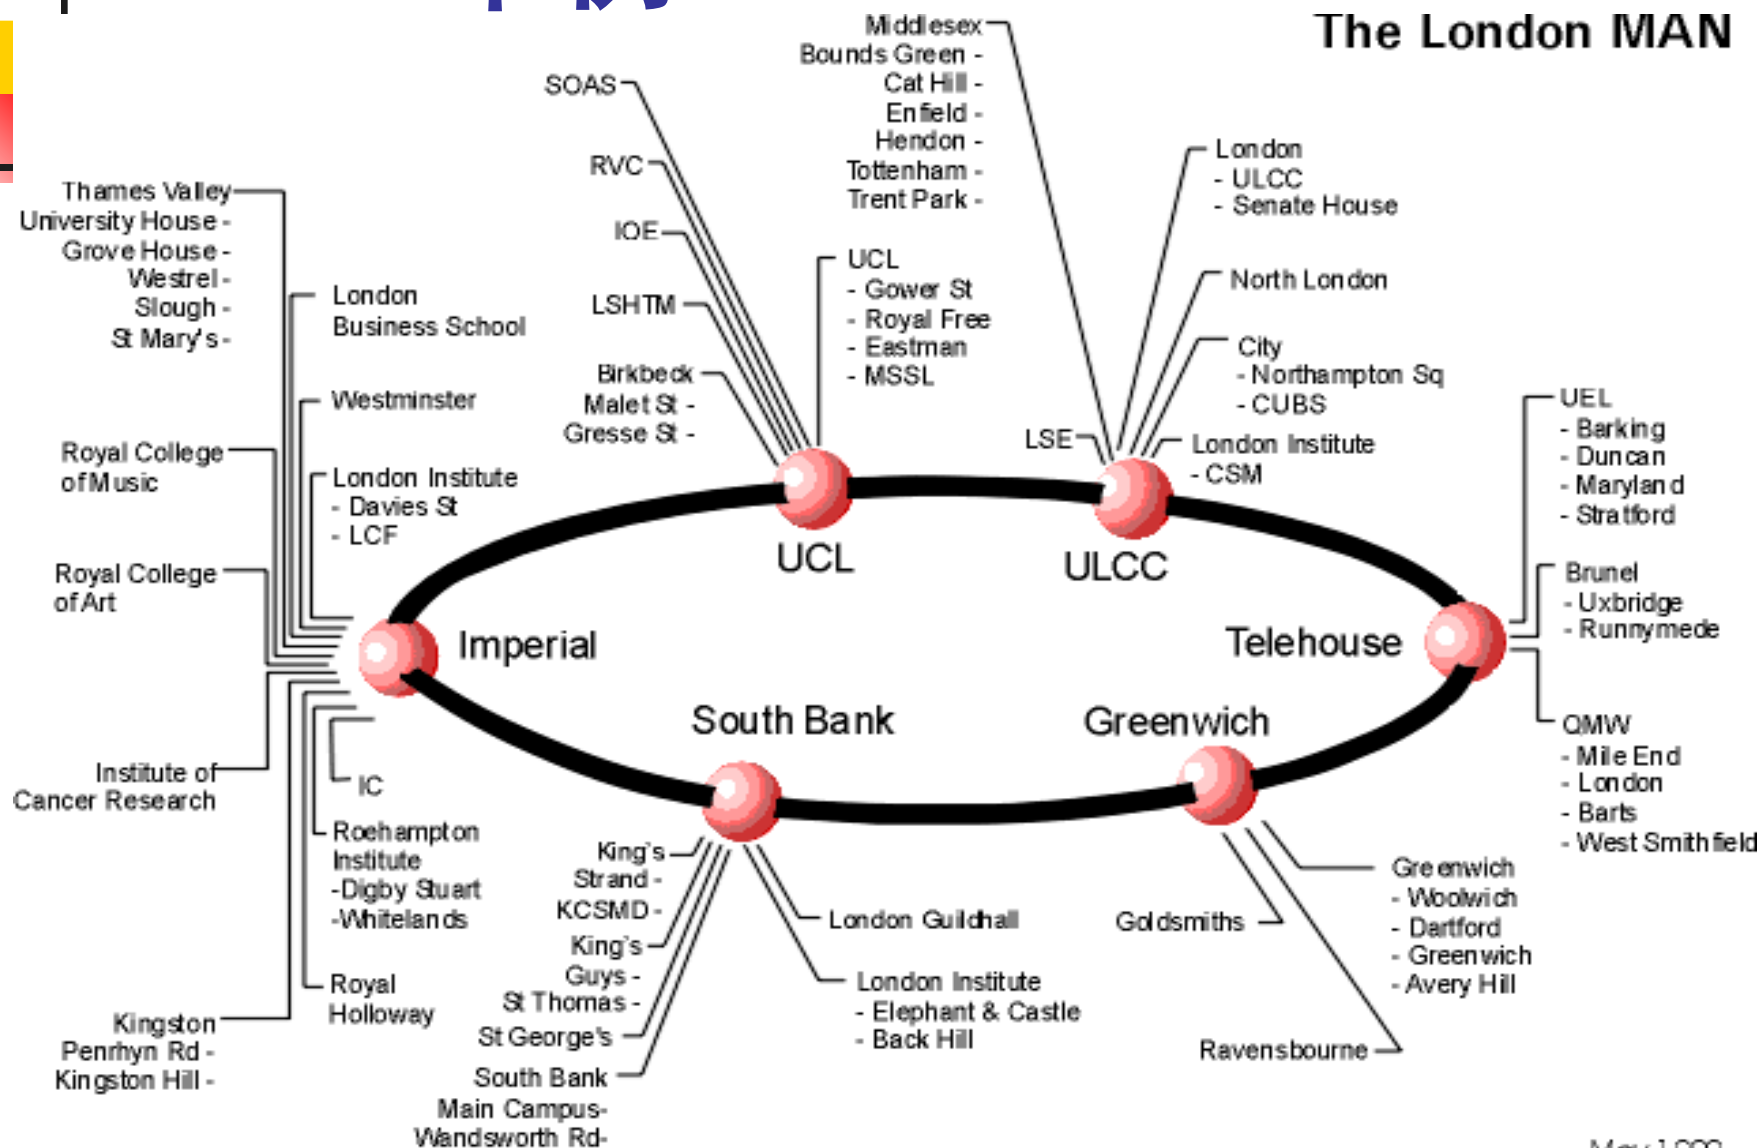 The London MAN
Middlesex
Bounds Green -
Cat Hill -
Enfield -
Hendon -
Tottenham -
Trent Park -
SOAS
RVC
IOE
LSHTM
Birkbeck
Malet St -
Gresse St -
UCL
- Gower St
- Royal Free
- Eastman
- MSSL
London
- ULCC
- Senate House
North London
City
- Northampton Sq
- CUBS
LSE
London Institute
- CSM
Thames Valley
University House -
Grove House -
Westrel -
Slough -
St Mary's -
London
Business School
Westminster
Royal College
of Music
London Institute
- Davies St
- LCF
Royal College
of Art
UEL
- Barking
- Duncan
- Maryland
- Stratford
Brunel
- Uxbridge
- Runnymede
UCL
ULCC
Imperial
Telehouse
South Bank
Greenwich
QMW
- Mile End
- London
- Barts
- West Smithfield
Institute of
Cancer Research
IC
Roehampton
Institute
-Digby Stuart
-Whitelands
Royal
Holloway
Kingston
Penrhyn Rd -
Kingston Hill -
King's
Strand -
KCSMD -
King's
Guys -
St Thomas -
St George's
South Bank
Main Campus-
Wandsworth Rd-
London Guildhall
London Institute
- Elephant & Castle
- Back Hill
Goldsmiths
Ravensbourne
Greenwich
- Woolwich
- Dartford
- Greenwich
- Avery Hill